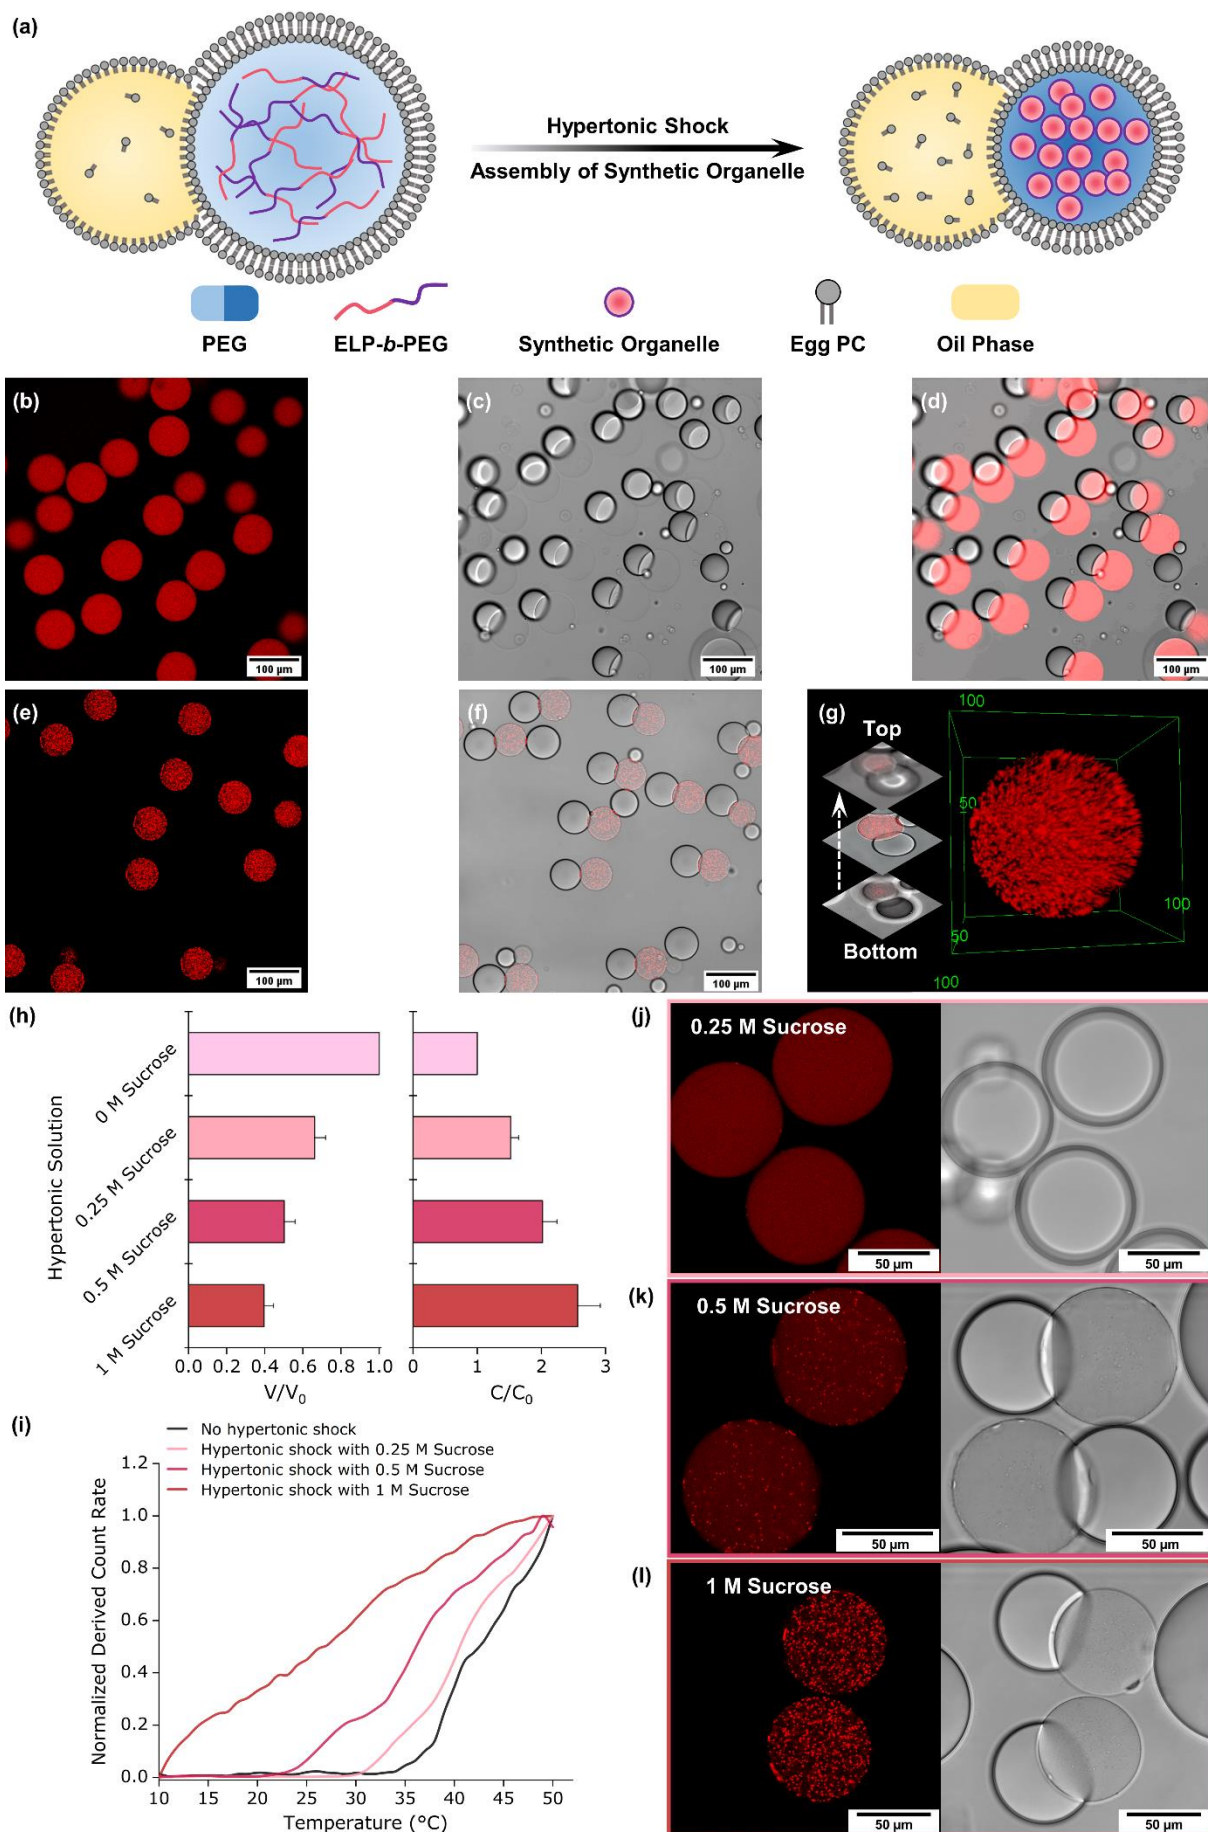 (a)
Hypertonic Shock
Assembly of Synthetic Organelle
PEG
ELP-b-PEG
Synthetic Organelle
Egg PC
Oil Phase
(b)
100 µm
(c)
100 µm
(d)
100 µm
(e)
100 µm
(f)
100 µm
(g)
100
Top
50
100
50
Bottom
100
(h)
Hypertonic Solution
0 M Sucrose
0.25 M Sucrose
0.5 M Sucrose
1 M Sucrose
0.0 0.2 0.4 0.6 0.8 1.0
V/V0
0 1 2 3
C/C0
(i)
No hypertonic shock
Hypertonic shock with 0.25 M Sucrose
Hypertonic shock with 0.5 M Sucrose
Hypertonic shock with 1 M Sucrose
Normalized Derived Count Rate
1.2
1.0
0.8
0.6
0.4
0.2
0.0
10 15 20 25 30 35 40 45 50
Temperature (°C)
(j)
0.25 M Sucrose
50 µm
50 µm
(k)
0.5 M Sucrose
50 µm
50 µm
(l)
1 M Sucrose
50 µm
50 µm